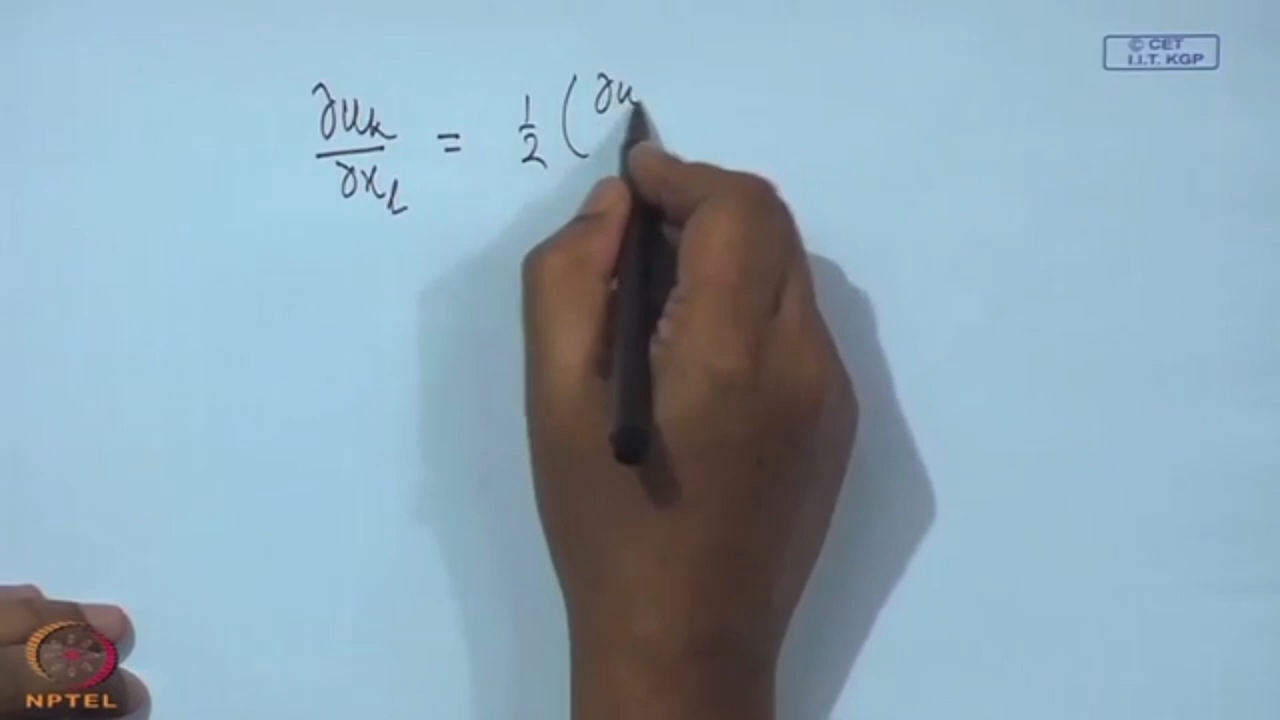 © CET
I.I.T. KGP
∂u_k/∂x_l = 1/2 (∂u
NPTEL